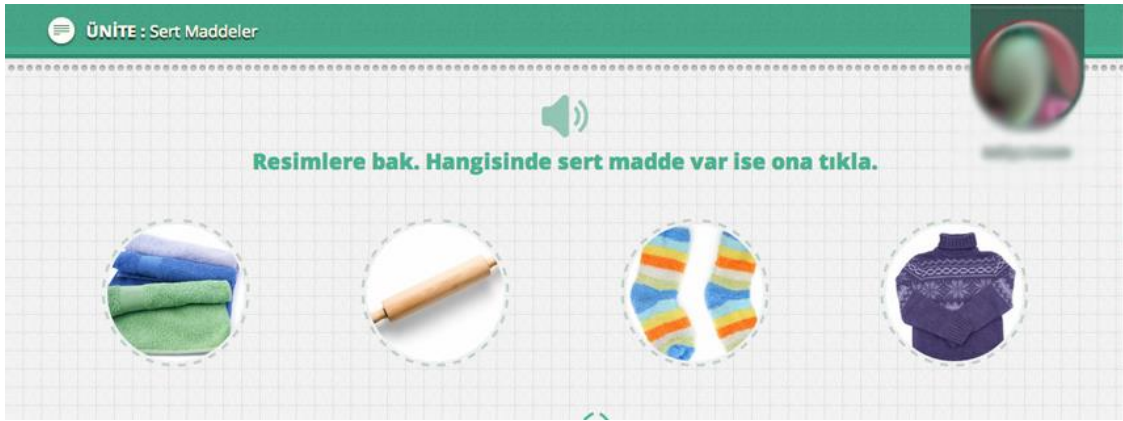 ÜNİTE : Sert Maddeler
Resimlere bak. Hangisinde sert madde var ise ona tıkla.